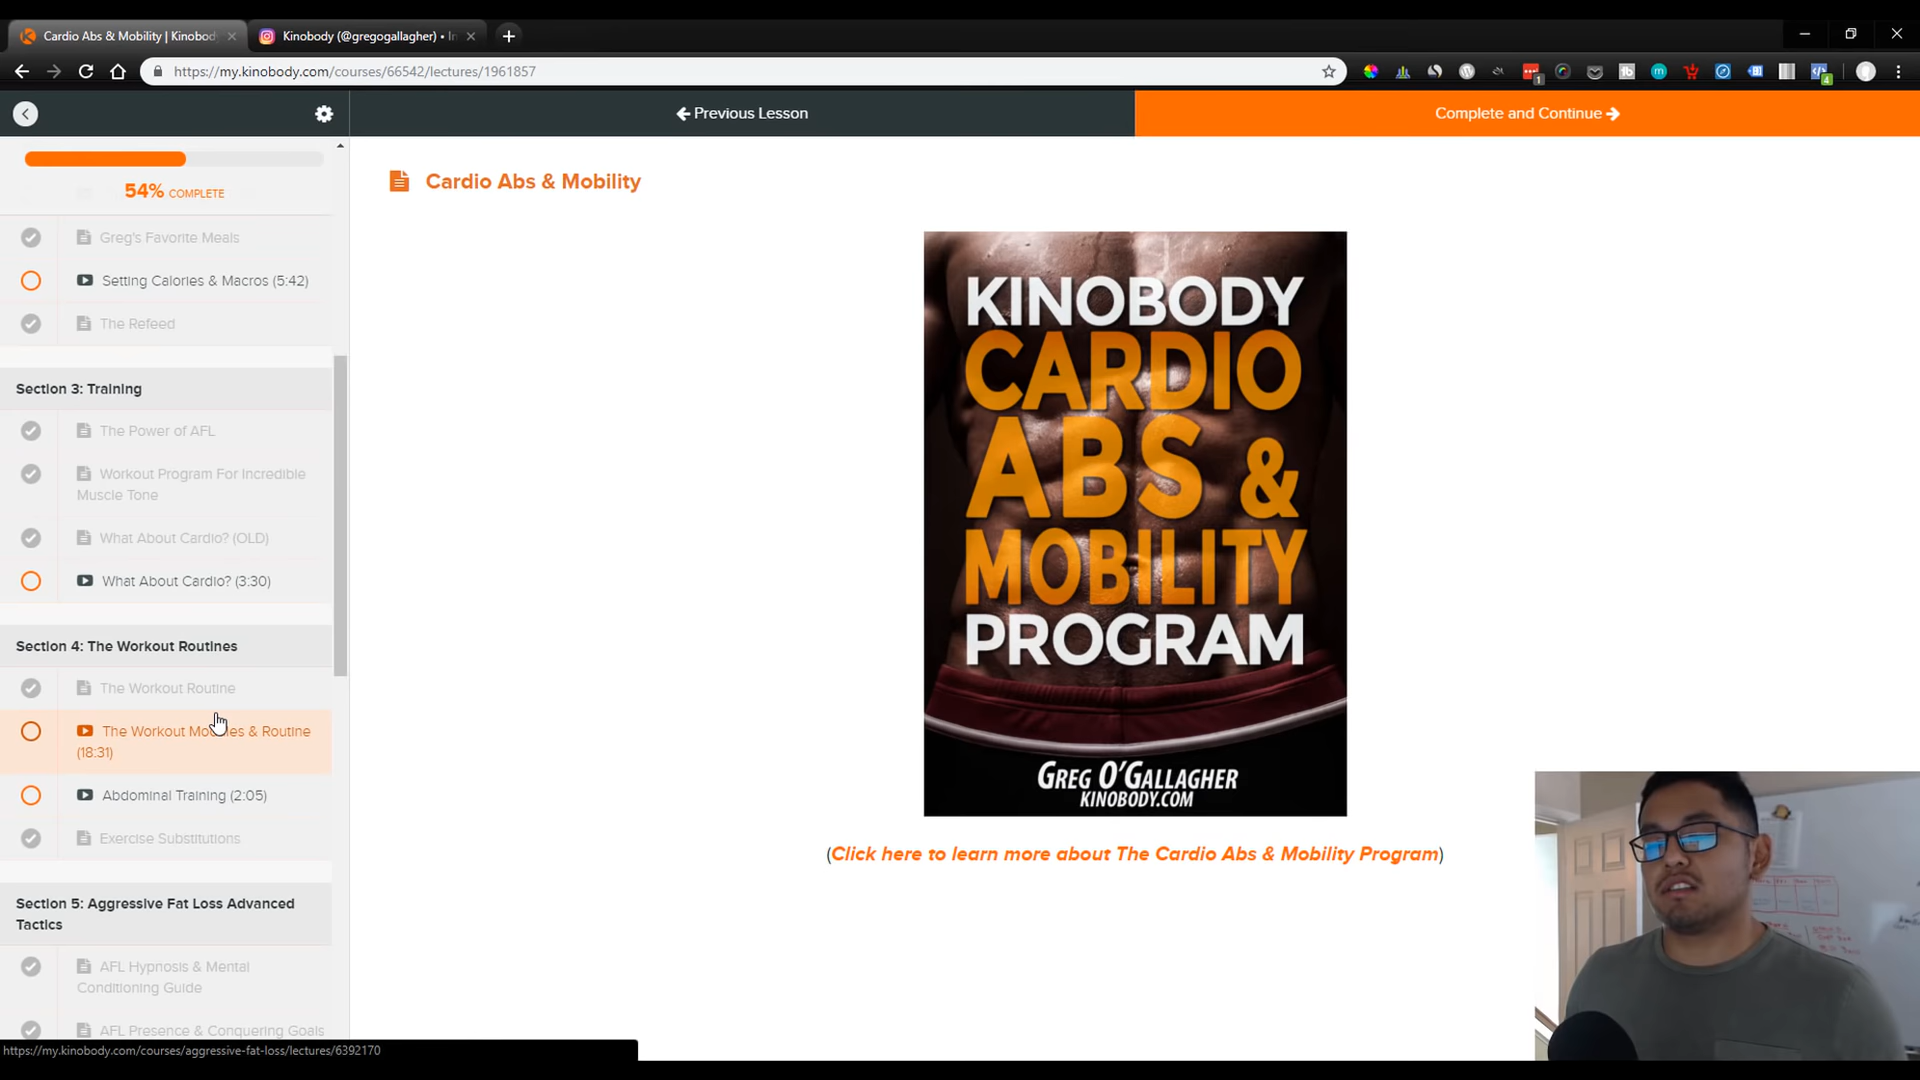 Cardio Abs & Mobility | Kinobod
Kinobody (@gregogallagher) • In
https://my.kinobody.com/courses/66542/lectures/1961857
1
4
Previous Lesson
Complete and Continue
54% COMPLETE
Greg's Favorite Meals
Setting Calories & Macros (5:42)
The Refeed
Section 3: Training
The Power of AFL
Workout Program For Incredible
Muscle Tone
What About Cardio? (OLD)
What About Cardio? (3:30)
Section 4: The Workout Routines
The Workout Routine
The Workout & Routine
(18:31)
Abdominal Training (2:05)
Exercise Substitutions
Section 5: Aggressive Fat Loss Advanced
Tactics
AFL Hypnosis & Mental
Conditioning Guide
AFL Presence & Conquering Goals
https://my.kinobody.com/courses/aggressive-fat-loss/lectures/6392170
Cardio Abs & Mobility
KINOBODY
CARDIO
ABS &
MOBILITY
PROGRAM
GREG O'GALLAGHER
KINOBODY.COM
(Click here to learn more about The Cardio Abs & Mobility Program)